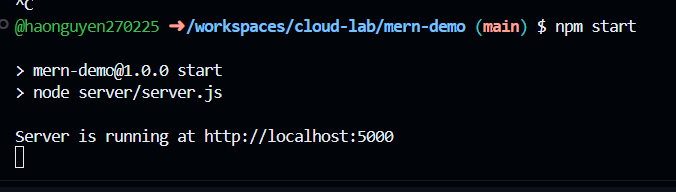 ^C
@haonguyen270225 ➜/workspaces/cloud-lab/mern-demo (main) $ npm start
> mern-demo@1.0.0 start
> node server/server.js
Server is running at http://localhost:5000